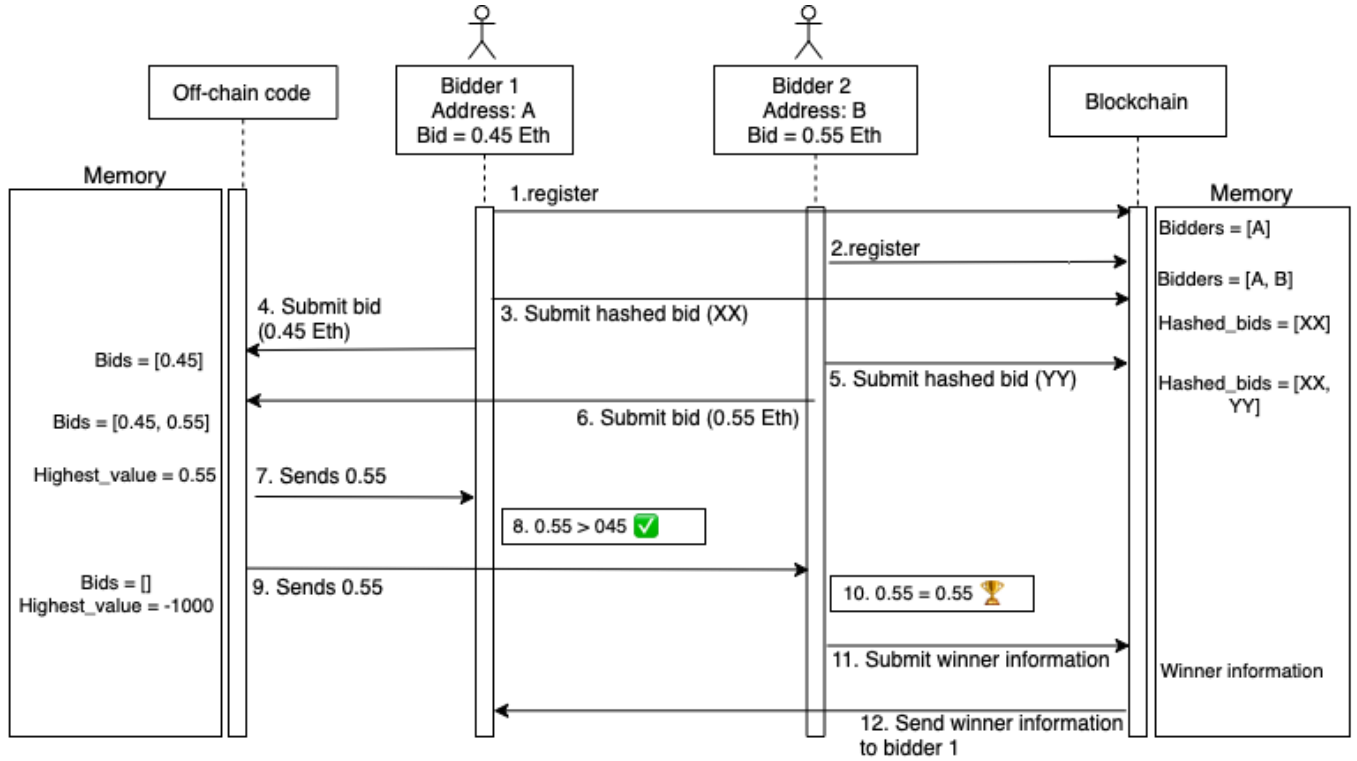 Off-chain code
Bidder 1
Address: A
Bid = 0.45 Eth
Bidder 2
Address: B
Bid = 0.55 Eth
Blockchain
Memory
Memory
1.register
Bidders = [A]
2.register
Bidders = [A, B]
3. Submit hashed bid (XX)
Hashed_bids = [XX]
4. Submit bid
(0.45 Eth)
Bids = [0.45]
5. Submit hashed bid (YY)
Hashed_bids = [XX,
YY]
6. Submit bid (0.55 Eth)
Bids = [0.45, 0.55]
Highest_value = 0.55
7. Sends 0.55
8. 0.55 > 045 ✅
9. Sends 0.55
Bids = []
Highest_value = -1000
10. 0.55 = 0.55 🏆
11. Submit winner information
Winner information
12. Send winner information
to bidder 1